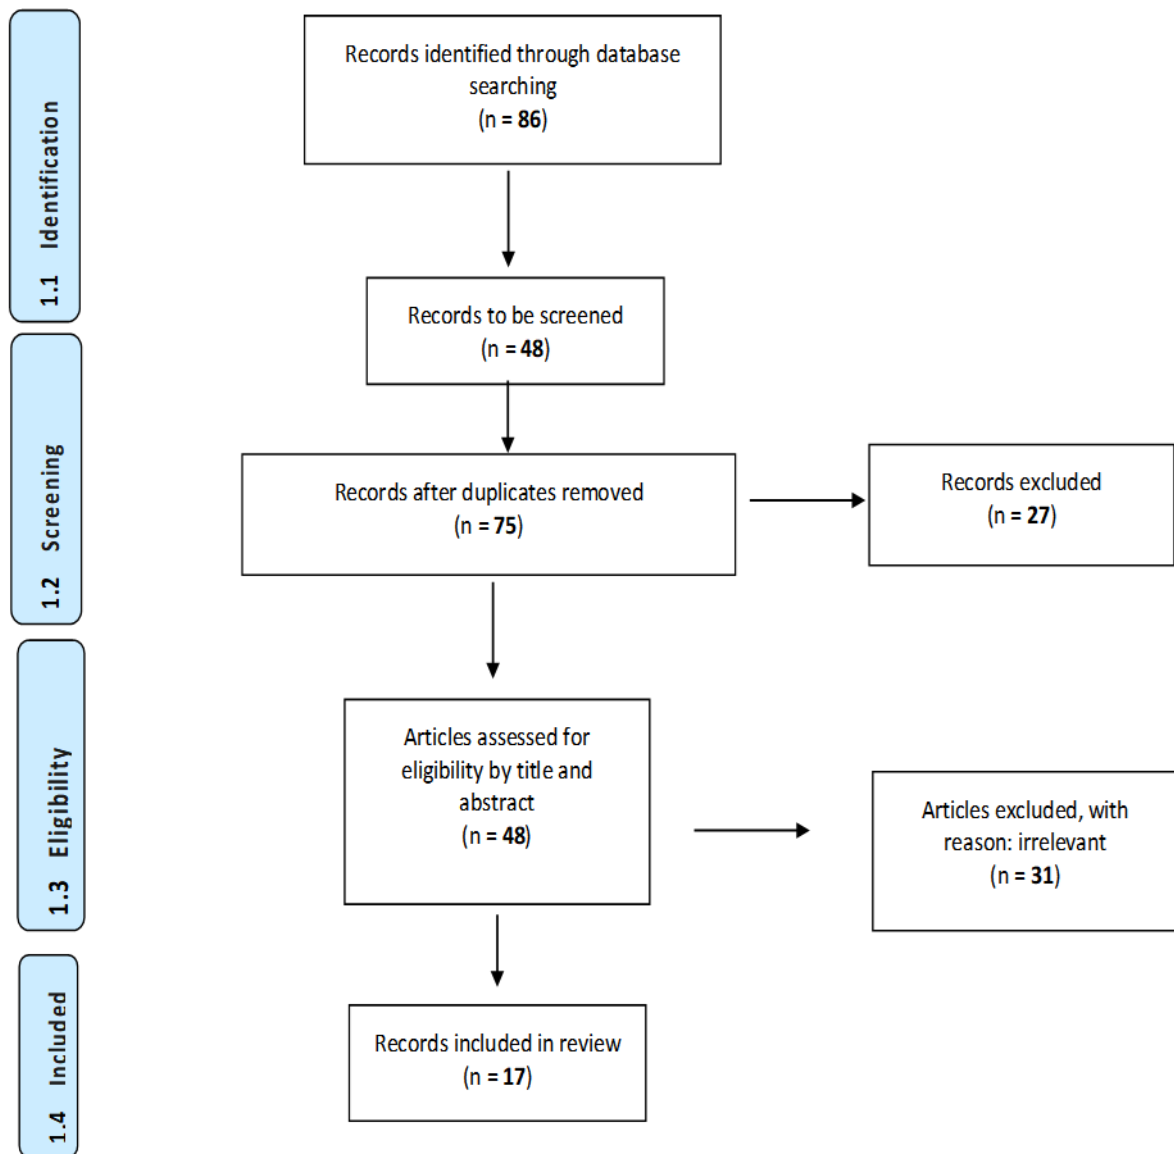 1.1 Identification
Records identified through database
searching
(n = 86)
Records to be screened
(n = 48)
1.2 Screening
Records after duplicates removed
(n = 75)
Records excluded
(n = 27)
1.3 Eligibility
Articles assessed for
eligibility by title and
abstract
(n = 48)
Articles excluded, with
reason: irrelevant
(n = 31)
1.4 Included
Records included in review
(n = 17)